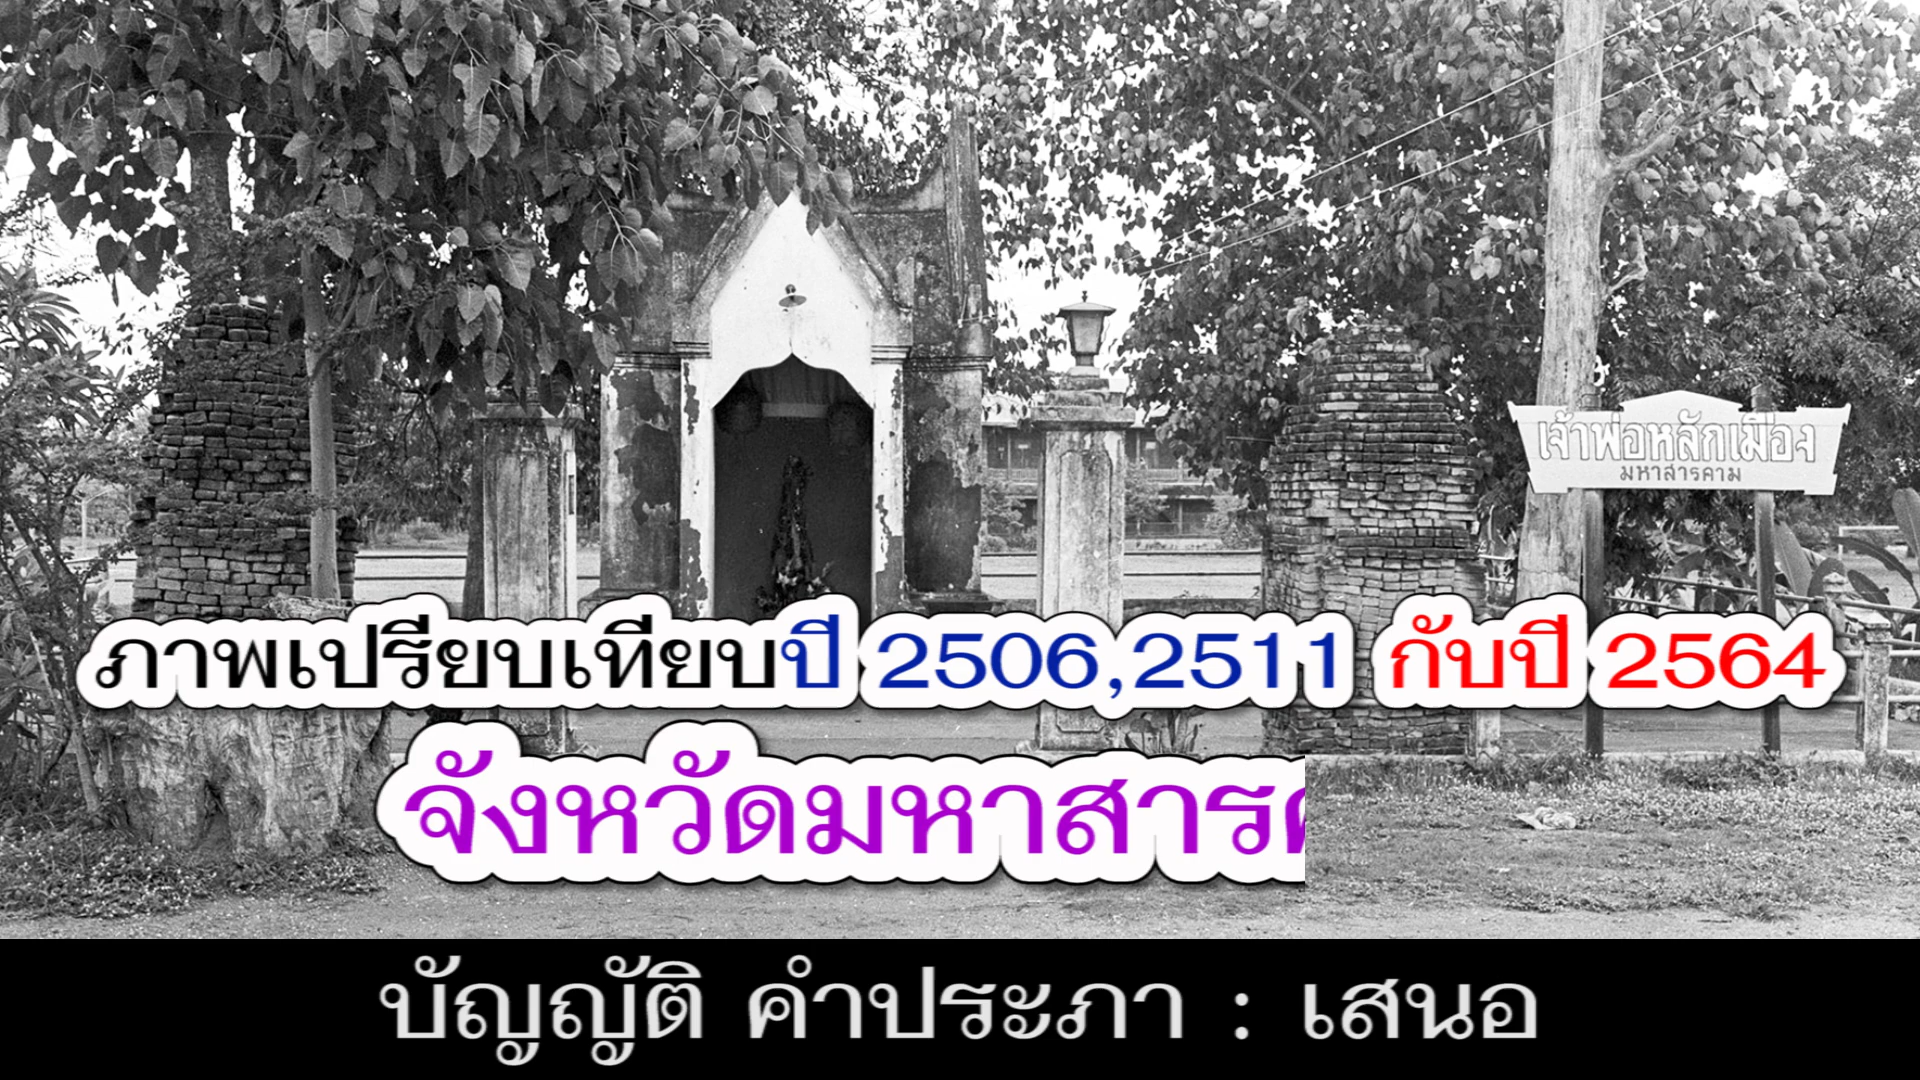 เจ้าพ่อหลักเมือง
มหาสารคาม
ภาพเปรียบเทียบปี 2506,2511 กับปี 2564
จังหวัดมหาสาร
บัญญัติ คำประภา : เสนอ